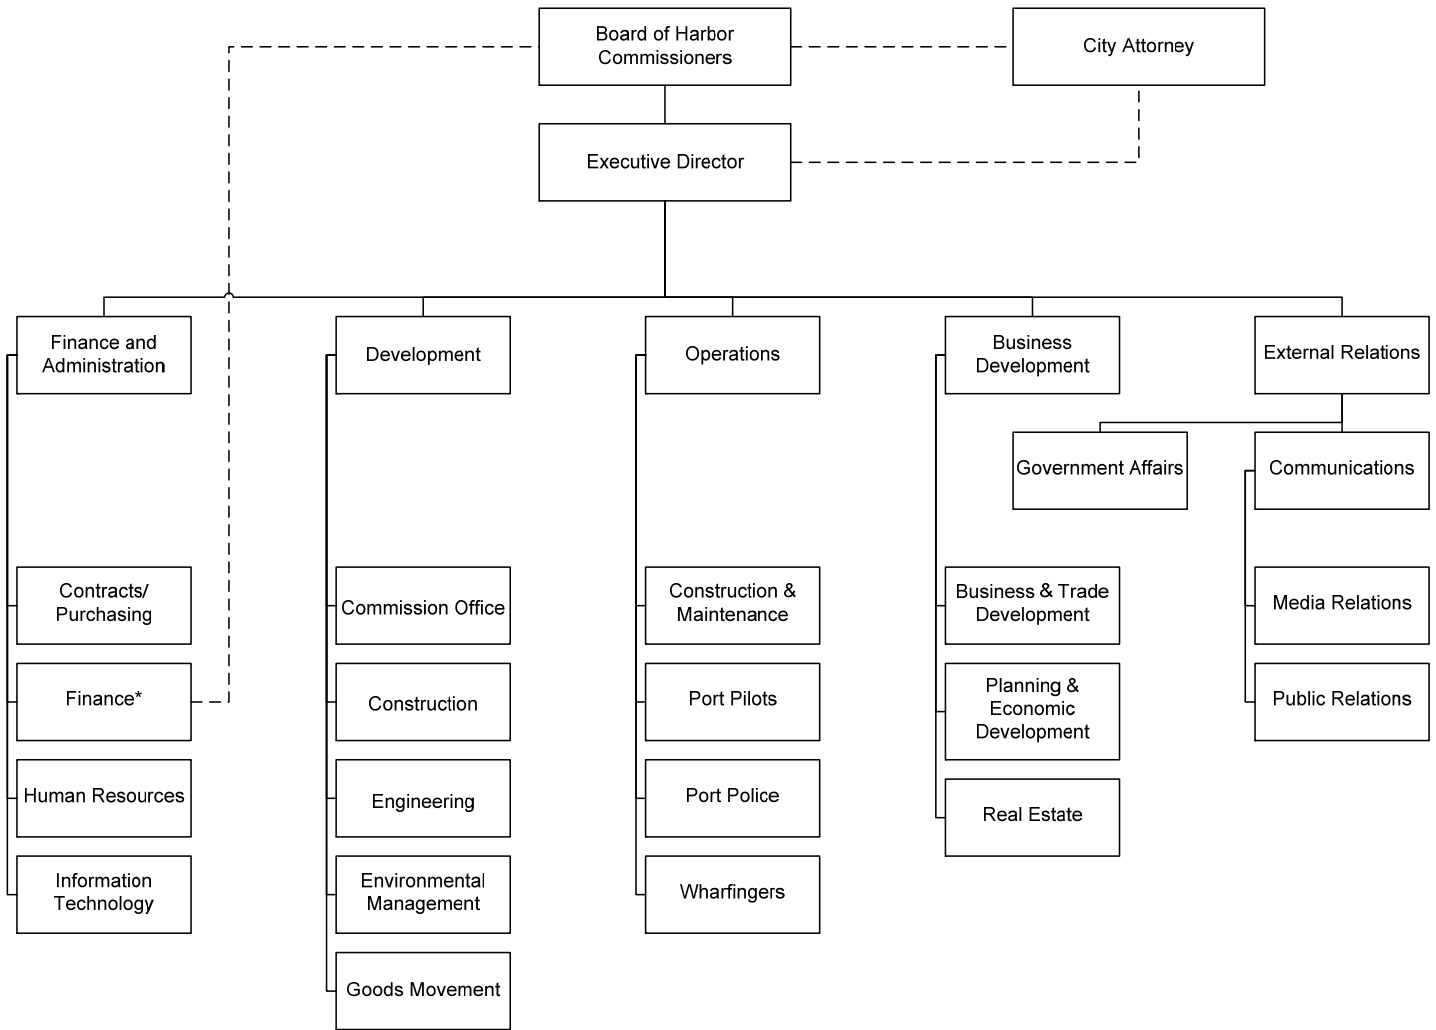 Board of Harbor
Commissioners
City Attorney
Executive Director
Finance and
Administration
Development
Operations
Business
Development
External Relations
Government Affairs
Communications
Contracts/
Purchasing
Commission Office
Construction &
Maintenance
Business & Trade
Development
Media Relations
Finance*
Construction
Port Pilots
Planning &
Economic
Development
Public Relations
Human Resources
Engineering
Port Police
Real Estate
Information
Technology
Environmental
Management
Wharfingers
Goods Movement